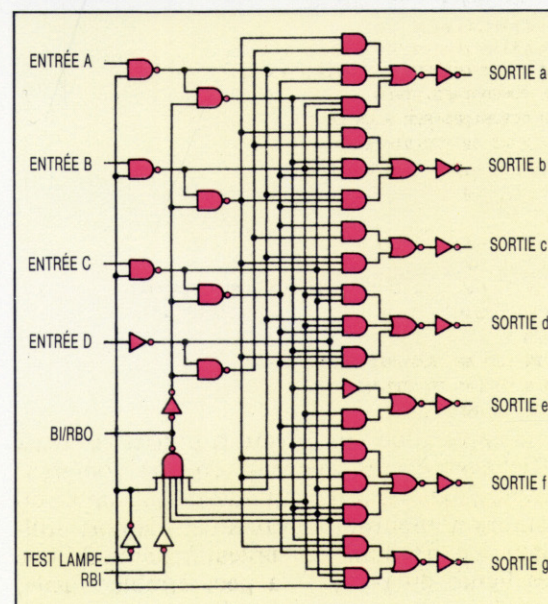 ENTRÉE A
SORTIE a
ENTRÉE B
SORTIE b
ENTRÉE C
SORTIE c
ENTRÉE D
SORTIE d
SORTIE e
BI/RBO
SORTIE f
TEST LAMPE
RBI
SORTIE g